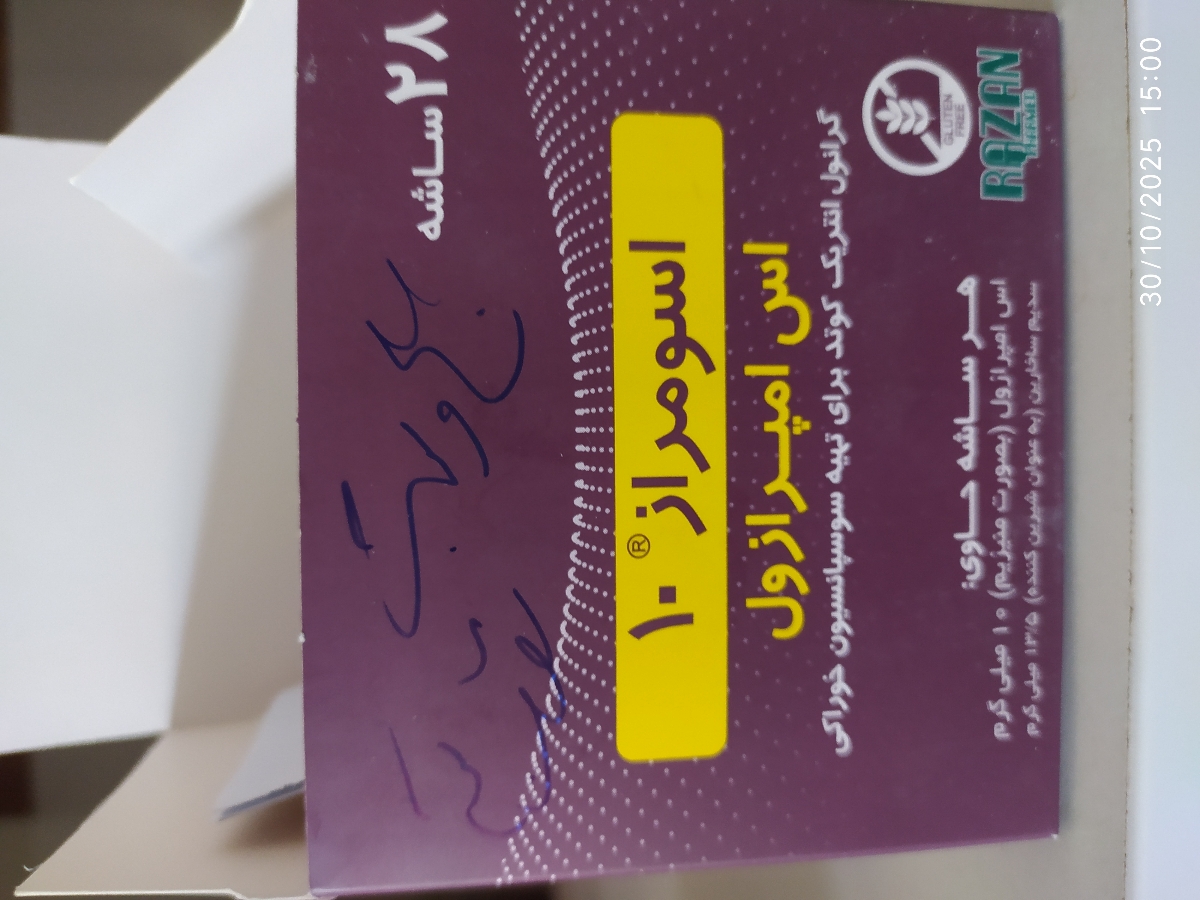 ۲۸ ساشه
صبح و شب
اسومراز® ۱۰
اس امپرازول
گرانول انتریک کوتد برای تهیه سوسپانسیون خوراکی
هر ساشه حاوی:
اس امپرازول (بصورت منیزیم) ۱۰ میلی گرم
سدیم ساخارین (به عنوان شیرین کننده) ۱۳/۵ میلی گرم
GLUTEN
FREE
RAZAN
30/10/2025 15:00